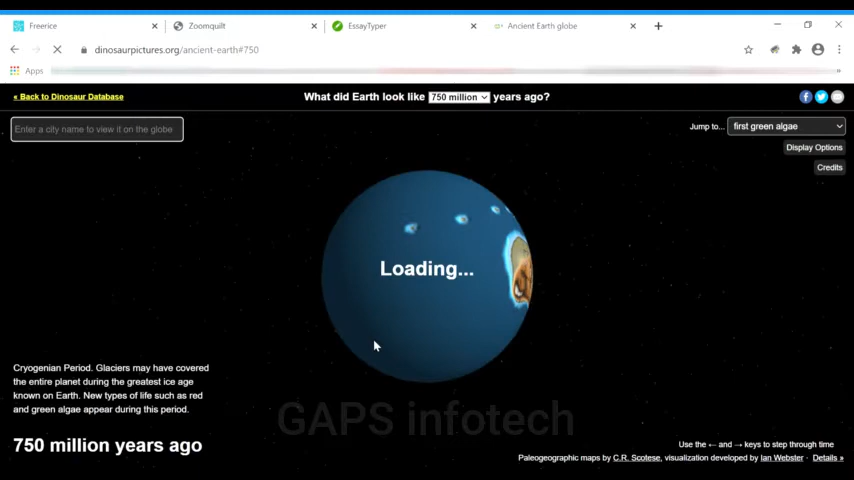 Freerice
Zoomquilt
EssayTyper
Ancient Earth globe
dinosaurpictures.org/ancient-earth#750
Apps
« Back to Dinosaur Database
What did Earth look like 750 million years ago?
Enter a city name to view it on the globe
Jump to... first green algae
Display Options
Credits
Loading...
Cryogenian Period. Glaciers may have covered
the entire planet during the greatest ice age
known on Earth. New types of life such as red
and green algae appear during this period.
GAPS infotech
750 million years ago
Use the ← and → keys to step through time
Paleogeographic maps by C.R. Scotese, visualization developed by Ian Webster · Details »